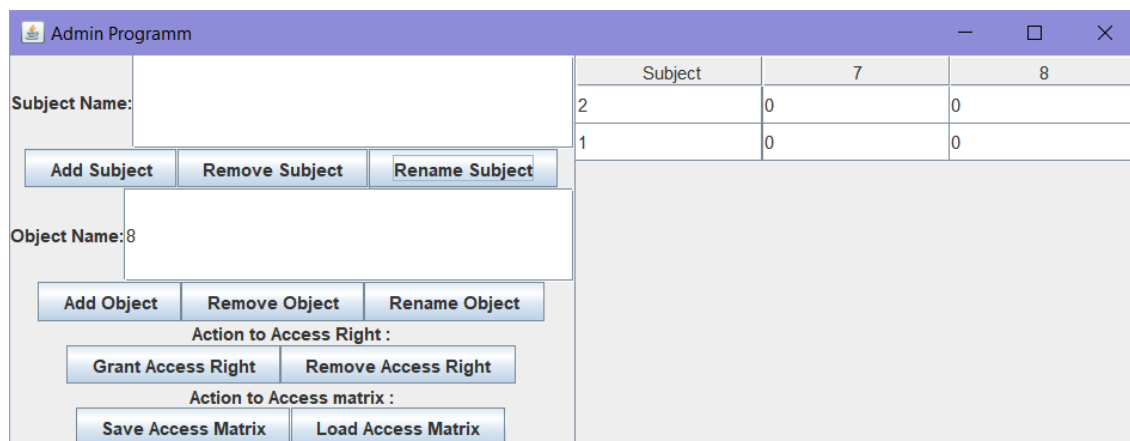 Admin Programm
Subject Name:
Add Subject Remove Subject Rename Subject
Object Name: 8
Add Object Remove Object Rename Object
Action to Access Right :
Grant Access Right Remove Access Right
Action to Access matrix :
Save Access Matrix Load Access Matrix
Subject 7 8
2 0 0
1 0 0